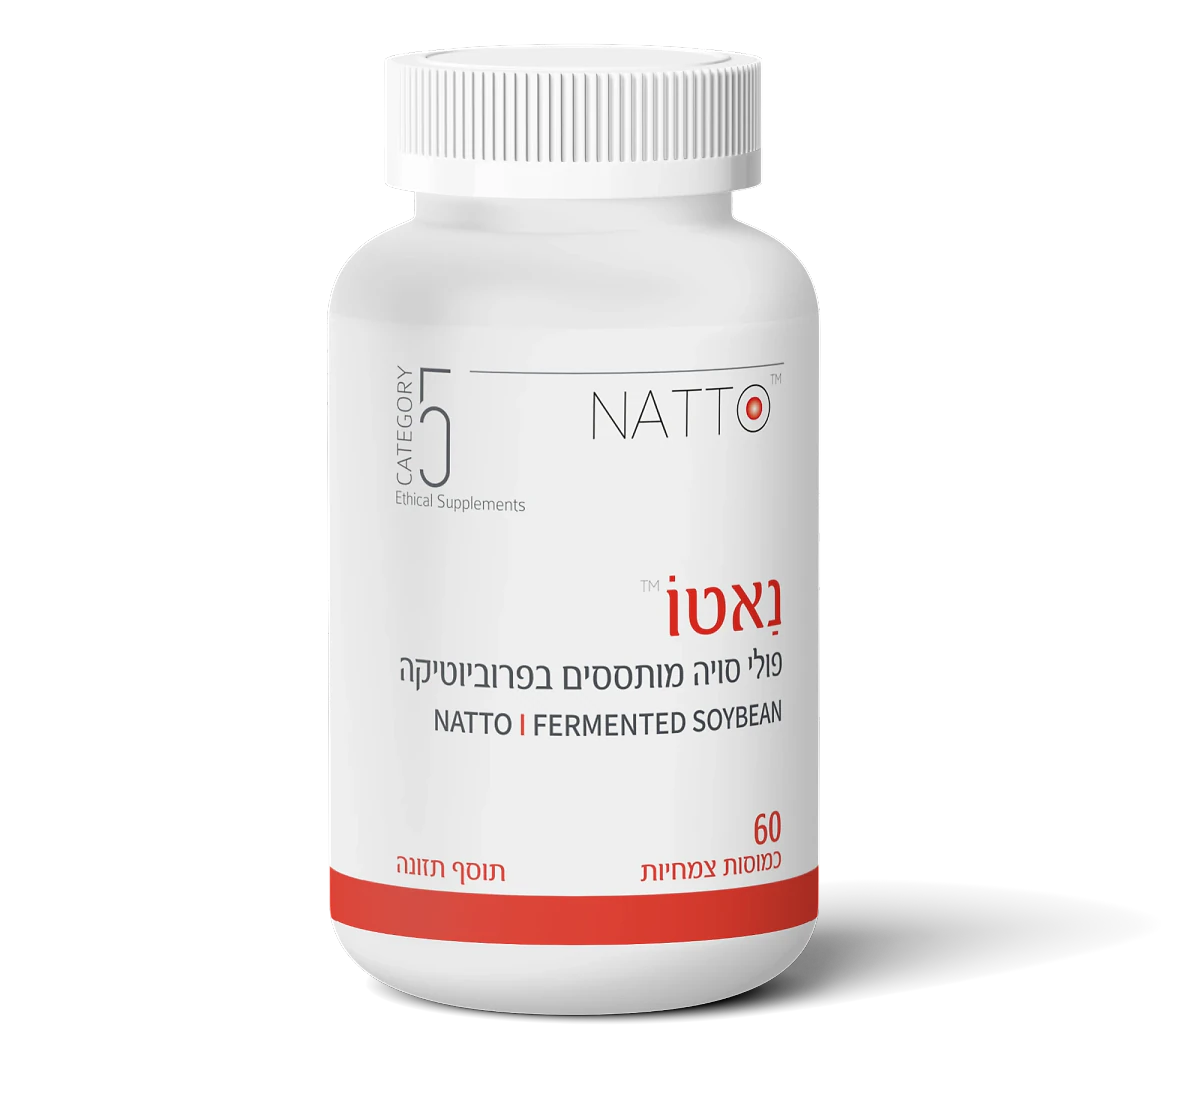 CATEGORY
5
Ethical Supplements
NATTO™
נַאטוֹ™
פולי סויה מותססים בפרוביוטיקה
NATTO | FERMENTED SOYBEAN
60
כמוסות צמחיות
תוסף תזונה